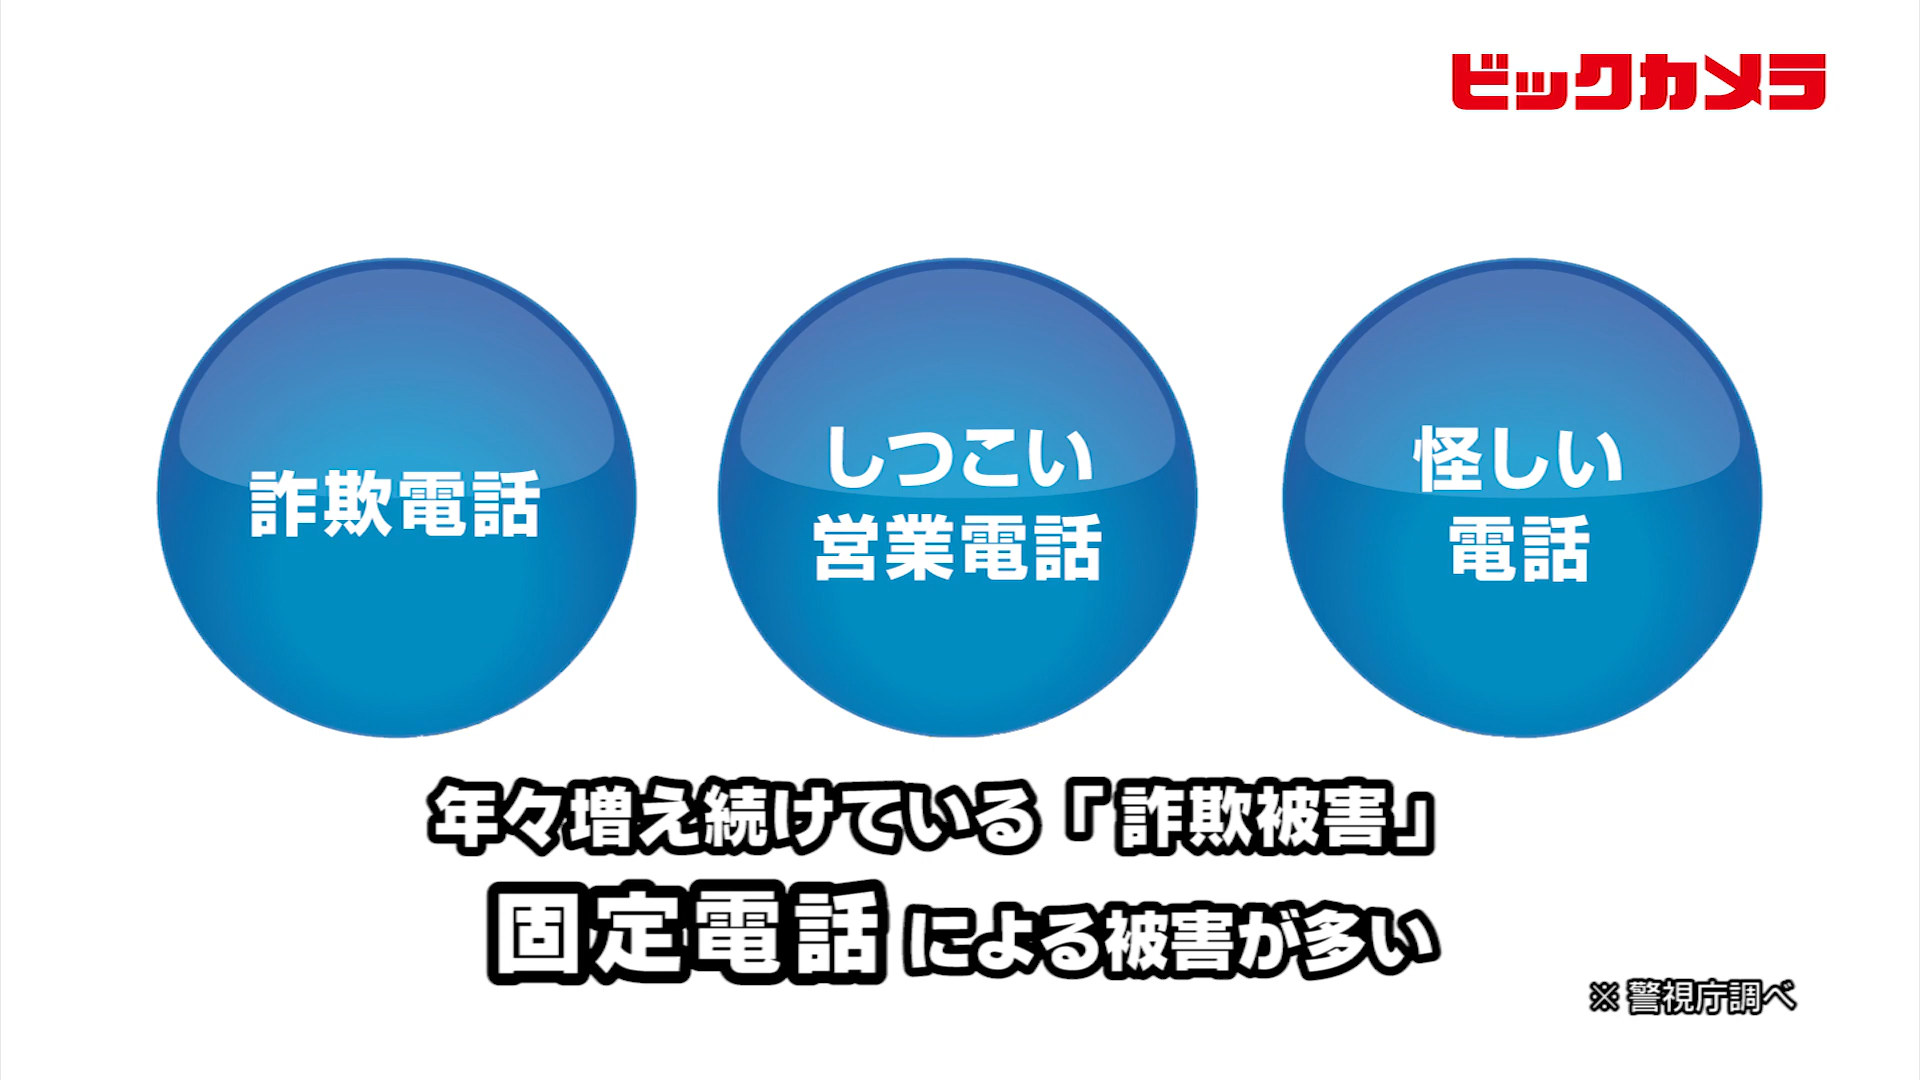 ビックカメラ
詐欺電話
しつこい
営業電話
怪しい
電話
年々増え続けている「詐欺被害」
固定電話による被害が多い
※警視庁調べ